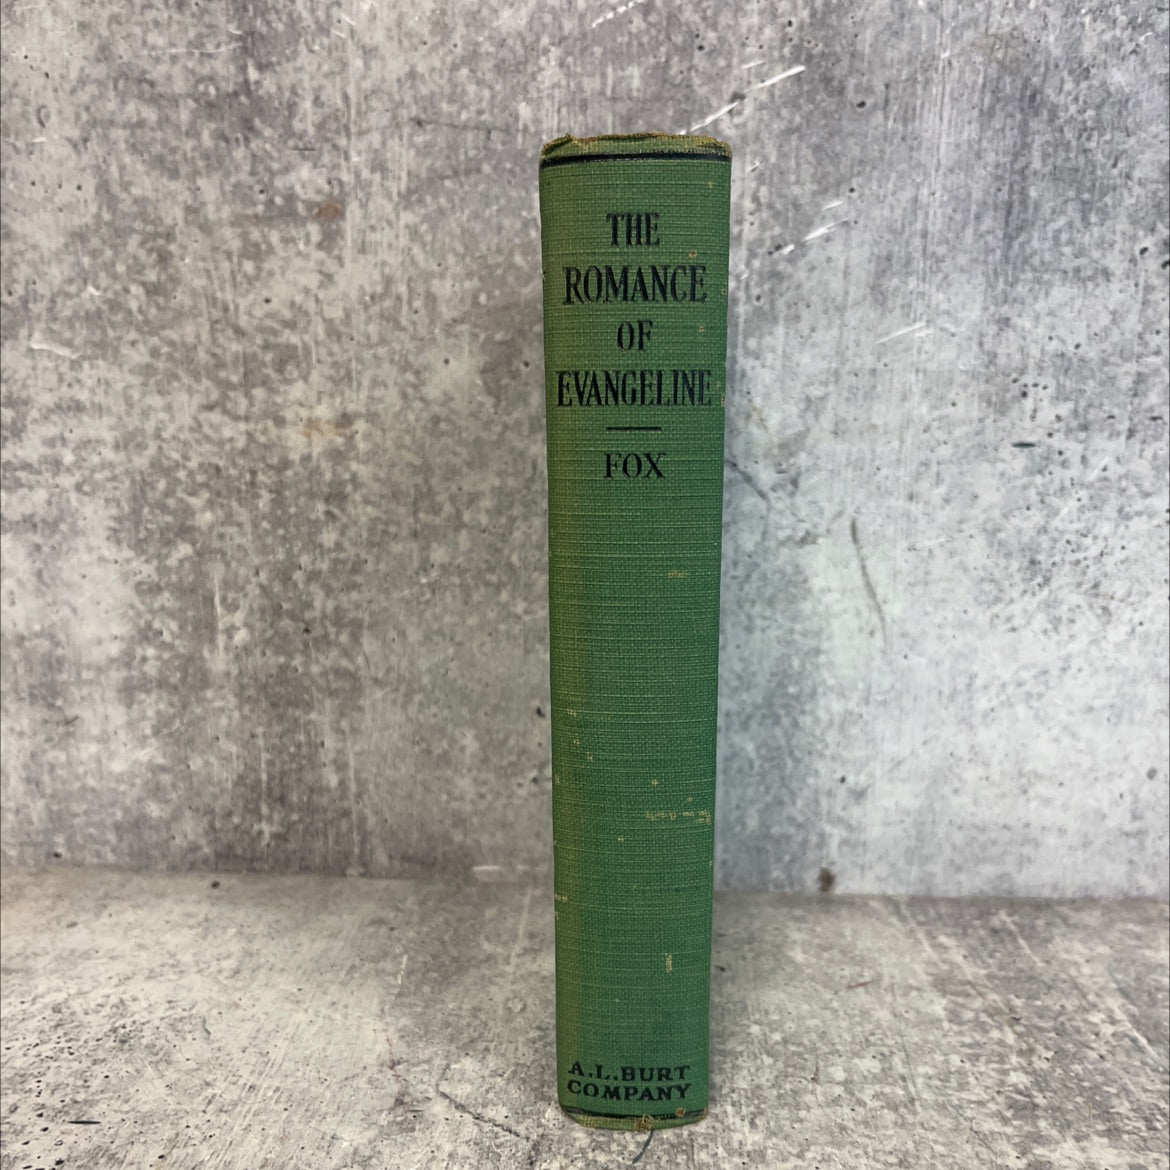 THE
ROMANCE
OF
EVANGELINE
FOX
A.L.BURT
COMPANY